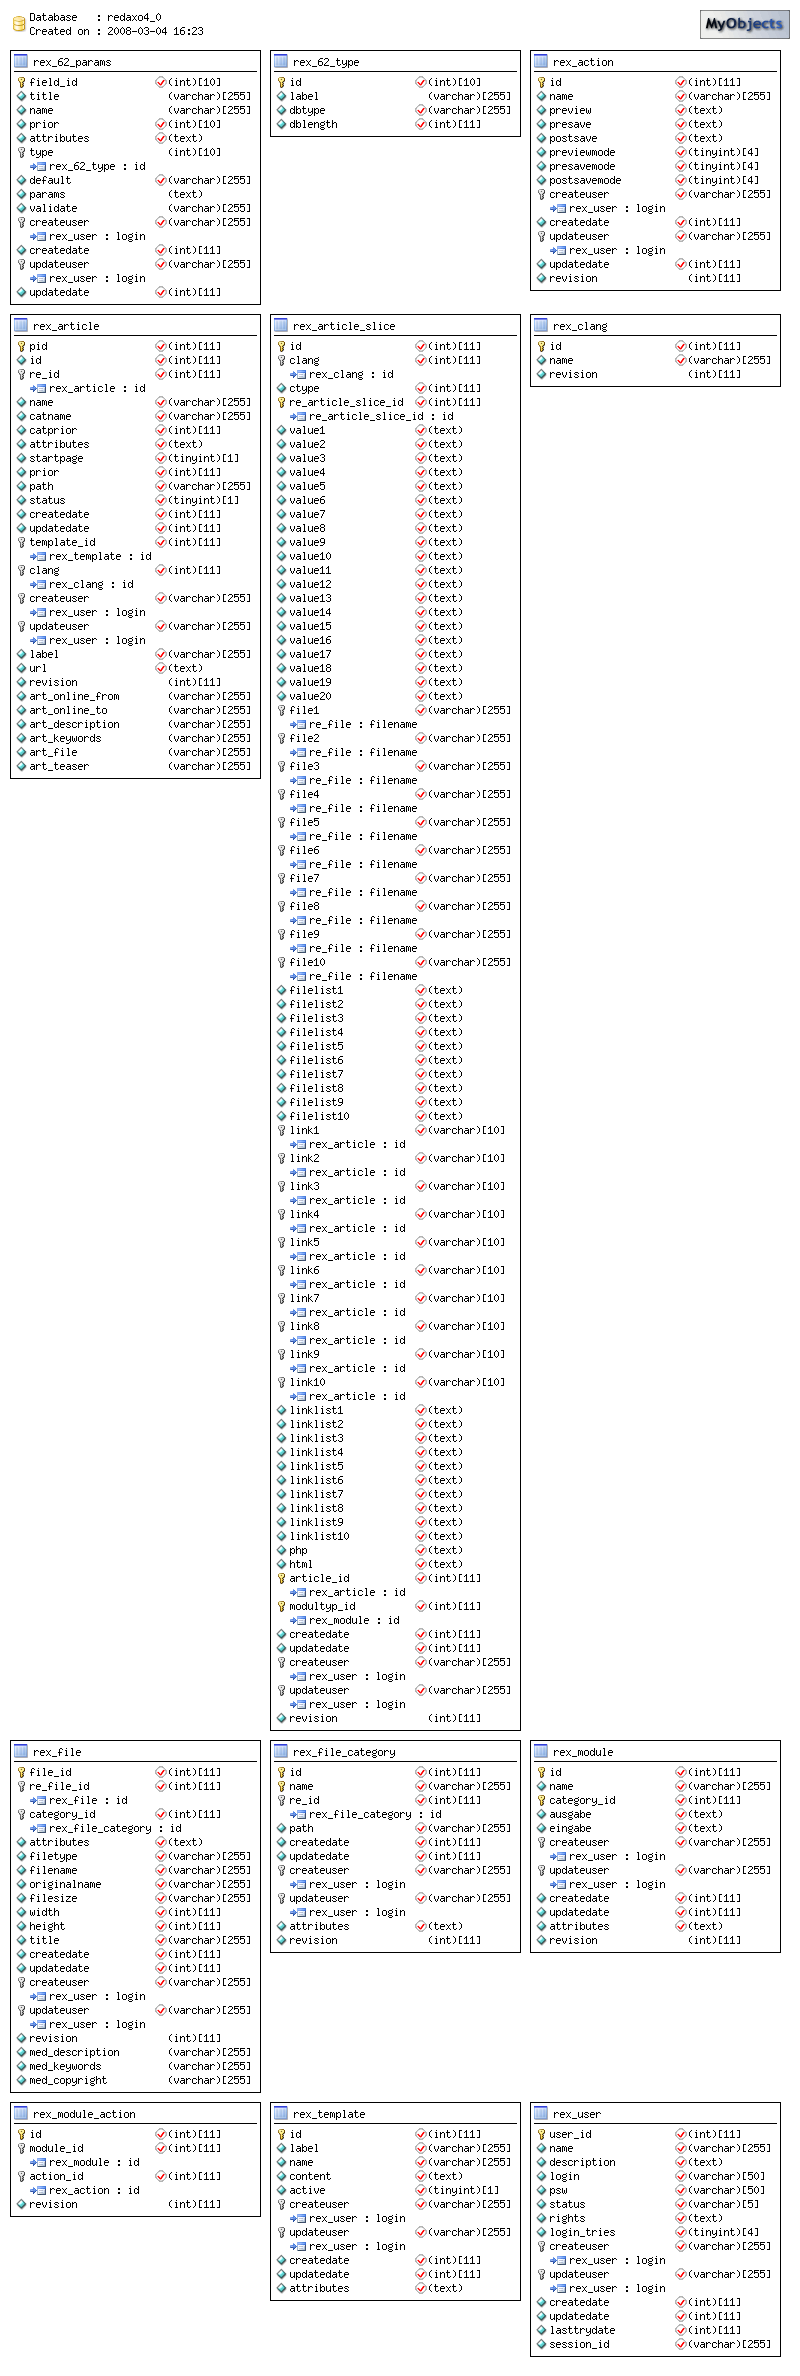 Database   : redaxo4_0
Created on : 2008-03-04 16:23
MyObjects
rex_62_params
field_id (int)[10]
title (varchar)[255]
name (varchar)[255]
prior (int)[10]
attributes (text)
type (int)[10]
rex_62_type : id
default (varchar)[255]
params (text)
validate (varchar)[255]
createuser (varchar)[255]
rex_user : login
createdate (int)[11]
updateuser (varchar)[255]
rex_user : login
updatedate (int)[11]
rex_62_type
id (int)[10]
label (varchar)[255]
dbtype (varchar)[255]
dblength (int)[11]
rex_action
id (int)[11]
name (varchar)[255]
preview (text)
presave (text)
postsave (text)
previewmode (tinyint)[4]
presavemode (tinyint)[4]
postsavemode (tinyint)[4]
createuser (varchar)[255]
rex_user : login
createdate (int)[11]
updateuser (varchar)[255]
rex_user : login
updatedate (int)[11]
revision (int)[11]
rex_article
pid (int)[11]
id (int)[11]
re_id (int)[11]
rex_article : id
name (varchar)[255]
catname (varchar)[255]
catprior (int)[11]
attributes (text)
startpage (tinyint)[1]
prior (int)[11]
path (varchar)[255]
status (tinyint)[1]
createdate (int)[11]
updatedate (int)[11]
template_id (int)[11]
rex_template : id
clang (int)[11]
rex_clang : id
createuser (varchar)[255]
rex_user : login
updateuser (varchar)[255]
rex_user : login
label (varchar)[255]
url (text)
revision (int)[11]
art_online_from (varchar)[255]
art_online_to (varchar)[255]
art_description (varchar)[255]
art_keywords (varchar)[255]
art_file (varchar)[255]
art_teaser (varchar)[255]
rex_article_slice
id (int)[11]
clang (int)[11]
rex_clang : id
ctype (int)[11]
re_article_slice_id (int)[11]
re_article_slice_id : id
value1 (text)
value2 (text)
value3 (text)
value4 (text)
value5 (text)
value6 (text)
value7 (text)
value8 (text)
value9 (text)
value10 (text)
value11 (text)
value12 (text)
value13 (text)
value14 (text)
value15 (text)
value16 (text)
value17 (text)
value18 (text)
value19 (text)
value20 (text)
file1 (varchar)[255]
re_file : filename
file2 (varchar)[255]
re_file : filename
file3 (varchar)[255]
re_file : filename
file4 (varchar)[255]
re_file : filename
file5 (varchar)[255]
re_file : filename
file6 (varchar)[255]
re_file : filename
file7 (varchar)[255]
re_file : filename
file8 (varchar)[255]
re_file : filename
file9 (varchar)[255]
re_file : filename
file10 (varchar)[255]
re_file : filename
filelist1 (text)
filelist2 (text)
filelist3 (text)
filelist4 (text)
filelist5 (text)
filelist6 (text)
filelist7 (text)
filelist8 (text)
filelist9 (text)
filelist10 (text)
link1 (varchar)[10]
rex_article : id
link2 (varchar)[10]
rex_article : id
link3 (varchar)[10]
rex_article : id
link4 (varchar)[10]
rex_article : id
link5 (varchar)[10]
rex_article : id
link6 (varchar)[10]
rex_article : id
link7 (varchar)[10]
rex_article : id
link8 (varchar)[10]
rex_article : id
link9 (varchar)[10]
rex_article : id
link10 (varchar)[10]
rex_article : id
linklist1 (text)
linklist2 (text)
linklist3 (text)
linklist4 (text)
linklist5 (text)
linklist6 (text)
linklist7 (text)
linklist8 (text)
linklist9 (text)
linklist10 (text)
php (text)
html (text)
article_id (int)[11]
rex_article : id
modultyp_id (int)[11]
rex_module : id
createdate (int)[11]
updatedate (int)[11]
createuser (varchar)[255]
rex_user : login
updateuser (varchar)[255]
rex_user : login
revision (int)[11]
rex_clang
id (int)[11]
name (varchar)[255]
revision (int)[11]
rex_file
file_id (int)[11]
re_file_id (int)[11]
rex_file : id
category_id (int)[11]
rex_file_category : id
attributes (text)
filetype (varchar)[255]
filename (varchar)[255]
originalname (varchar)[255]
filesize (varchar)[255]
width (int)[11]
height (int)[11]
title (varchar)[255]
createdate (int)[11]
updatedate (int)[11]
createuser (varchar)[255]
rex_user : login
updateuser (varchar)[255]
rex_user : login
revision (int)[11]
med_description (varchar)[255]
med_keywords (varchar)[255]
med_copyright (varchar)[255]
rex_file_category
id (int)[11]
name (varchar)[255]
re_id (int)[11]
rex_file_category : id
path (varchar)[255]
createdate (int)[11]
updatedate (int)[11]
createuser (varchar)[255]
rex_user : login
updateuser (varchar)[255]
rex_user : login
attributes (text)
revision (int)[11]
rex_module
id (int)[11]
name (varchar)[255]
category_id (int)[11]
ausgabe (text)
eingabe (text)
createuser (varchar)[255]
rex_user : login
updateuser (varchar)[255]
rex_user : login
createdate (int)[11]
updatedate (int)[11]
attributes (text)
revision (int)[11]
rex_module_action
id (int)[11]
module_id (int)[11]
rex_module : id
action_id (int)[11]
rex_action : id
revision (int)[11]
rex_template
id (int)[11]
label (varchar)[255]
name (varchar)[255]
content (text)
active (tinyint)[1]
createuser (varchar)[255]
rex_user : login
updateuser (varchar)[255]
rex_user : login
createdate (int)[11]
updatedate (int)[11]
attributes (text)
rex_user
user_id (int)[11]
name (varchar)[255]
description (text)
login (varchar)[50]
psw (varchar)[50]
status (varchar)[5]
rights (text)
login_tries (tinyint)[4]
createuser (varchar)[255]
rex_user : login
updateuser (varchar)[255]
rex_user : login
createdate (int)[11]
updatedate (int)[11]
lasttrydate (int)[11]
session_id (varchar)[255]